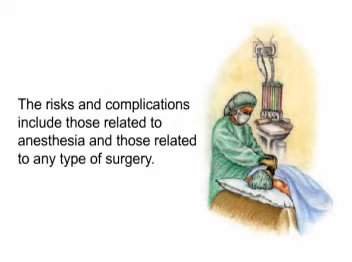 The risks and complications
include those related to
anesthesia and those related
to any type of surgery.